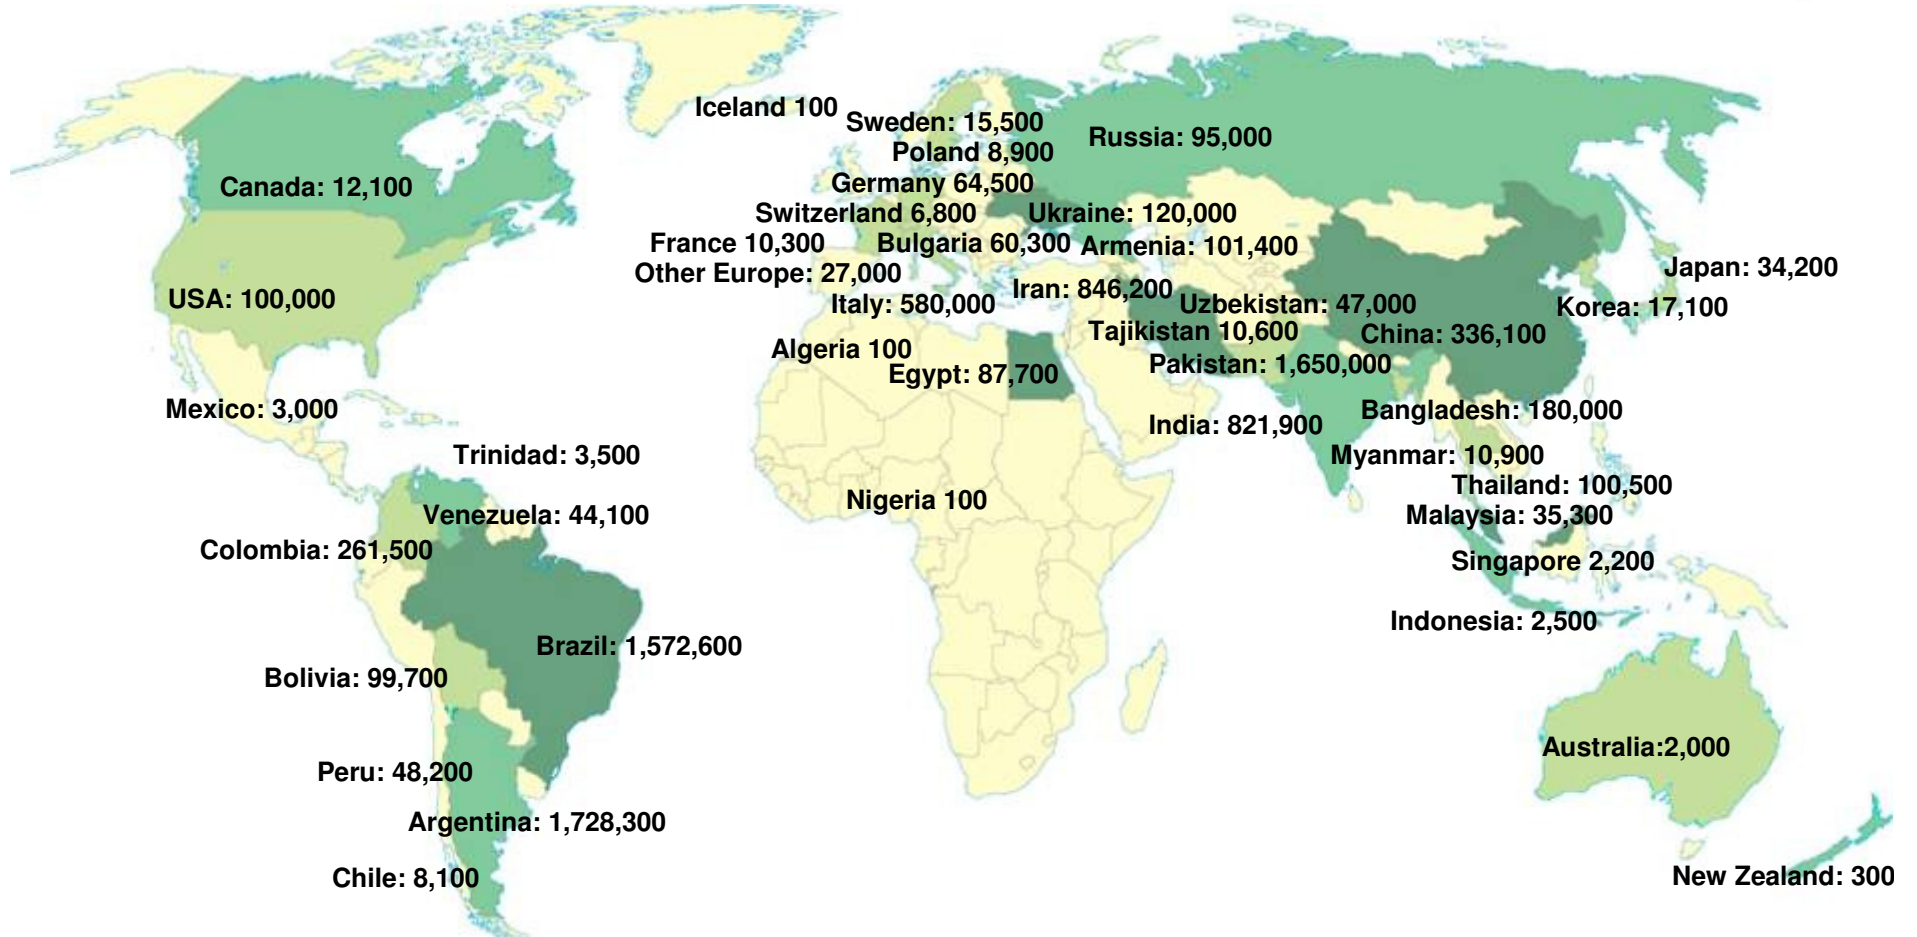 Iceland 100
Sweden: 15,500
Russia: 95,000
Poland 8,900
Canada: 12,100
Germany 64,500
Switzerland 6,800
Ukraine: 120,000
France 10,300
Bulgaria 60,300
Armenia: 101,400
Other Europe: 27,000
Japan: 34,200
USA: 100,000
Italy: 580,000
Iran: 846,200
Uzbekistan: 47,000
Korea: 17,100
Tajikistan 10,600
China: 336,100
Algeria 100
Egypt: 87,700
Pakistan: 1,650,000
Mexico: 3,000
India: 821,900
Bangladesh: 180,000
Trinidad: 3,500
Myanmar: 10,900
Thailand: 100,500
Nigeria 100
Venezuela: 44,100
Malaysia: 35,300
Colombia: 261,500
Singapore 2,200
Indonesia: 2,500
Brazil: 1,572,600
Bolivia: 99,700
Australia:2,000
Peru: 48,200
Argentina: 1,728,300
Chile: 8,100
New Zealand: 300